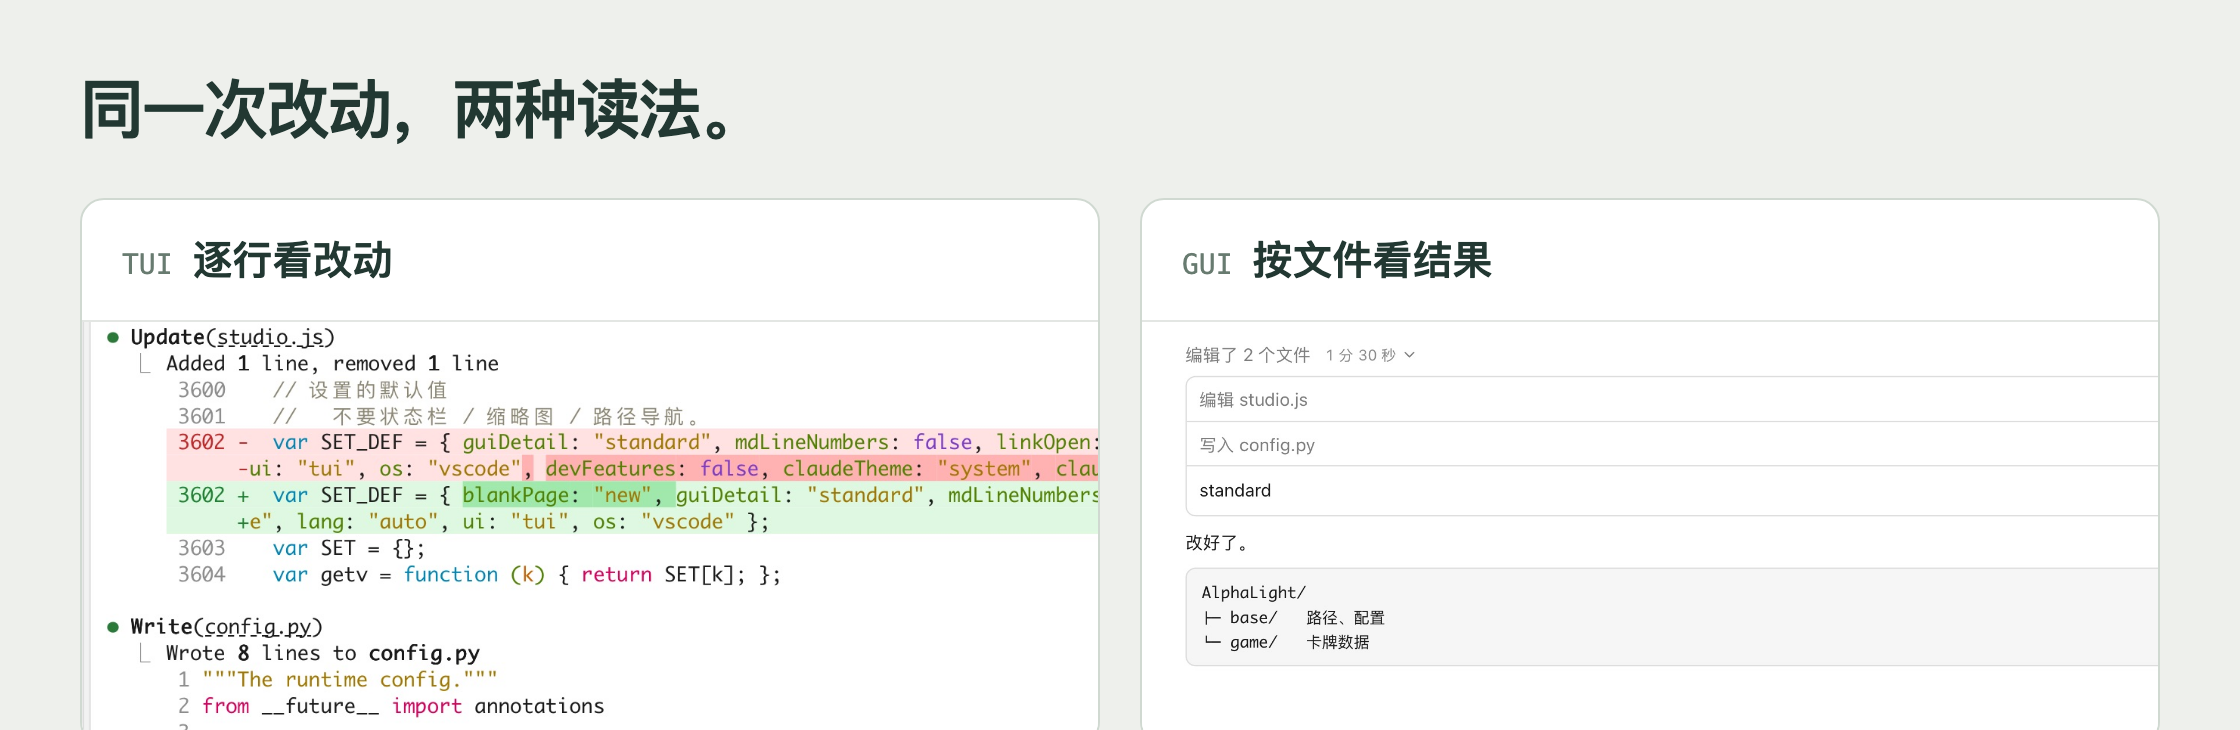 同一次改动，两种读法。
TUI 逐行看改动
Update(studio.js)
Added 1 line, removed 1 line
3600 // 设置的默认值
3601 // 不要状态栏 / 缩略图 / 路径导航。
3602 - var SET_DEF = { guiDetail: "standard", mdLineNumbers: false, linkOpen:
-ui: "tui", os: "vscode", devFeatures: false, claudeTheme: "system", clau
3602 + var SET_DEF = { blankPage: "new", guiDetail: "standard", mdLineNumbers
+e", lang: "auto", ui: "tui", os: "vscode" };
3603 var SET = {};
3604 var getv = function (k) { return SET[k]; };
Write(config.py)
Wrote 8 lines to config.py
1 """The runtime config."""
2 from __future__ import annotations
GUI 按文件看结果
编辑了 2 个文件 1 分 30 秒
编辑 studio.js
写入 config.py
standard
改好了。
AlphaLight/
├─ base/ 路径、配置
└─ game/ 卡牌数据